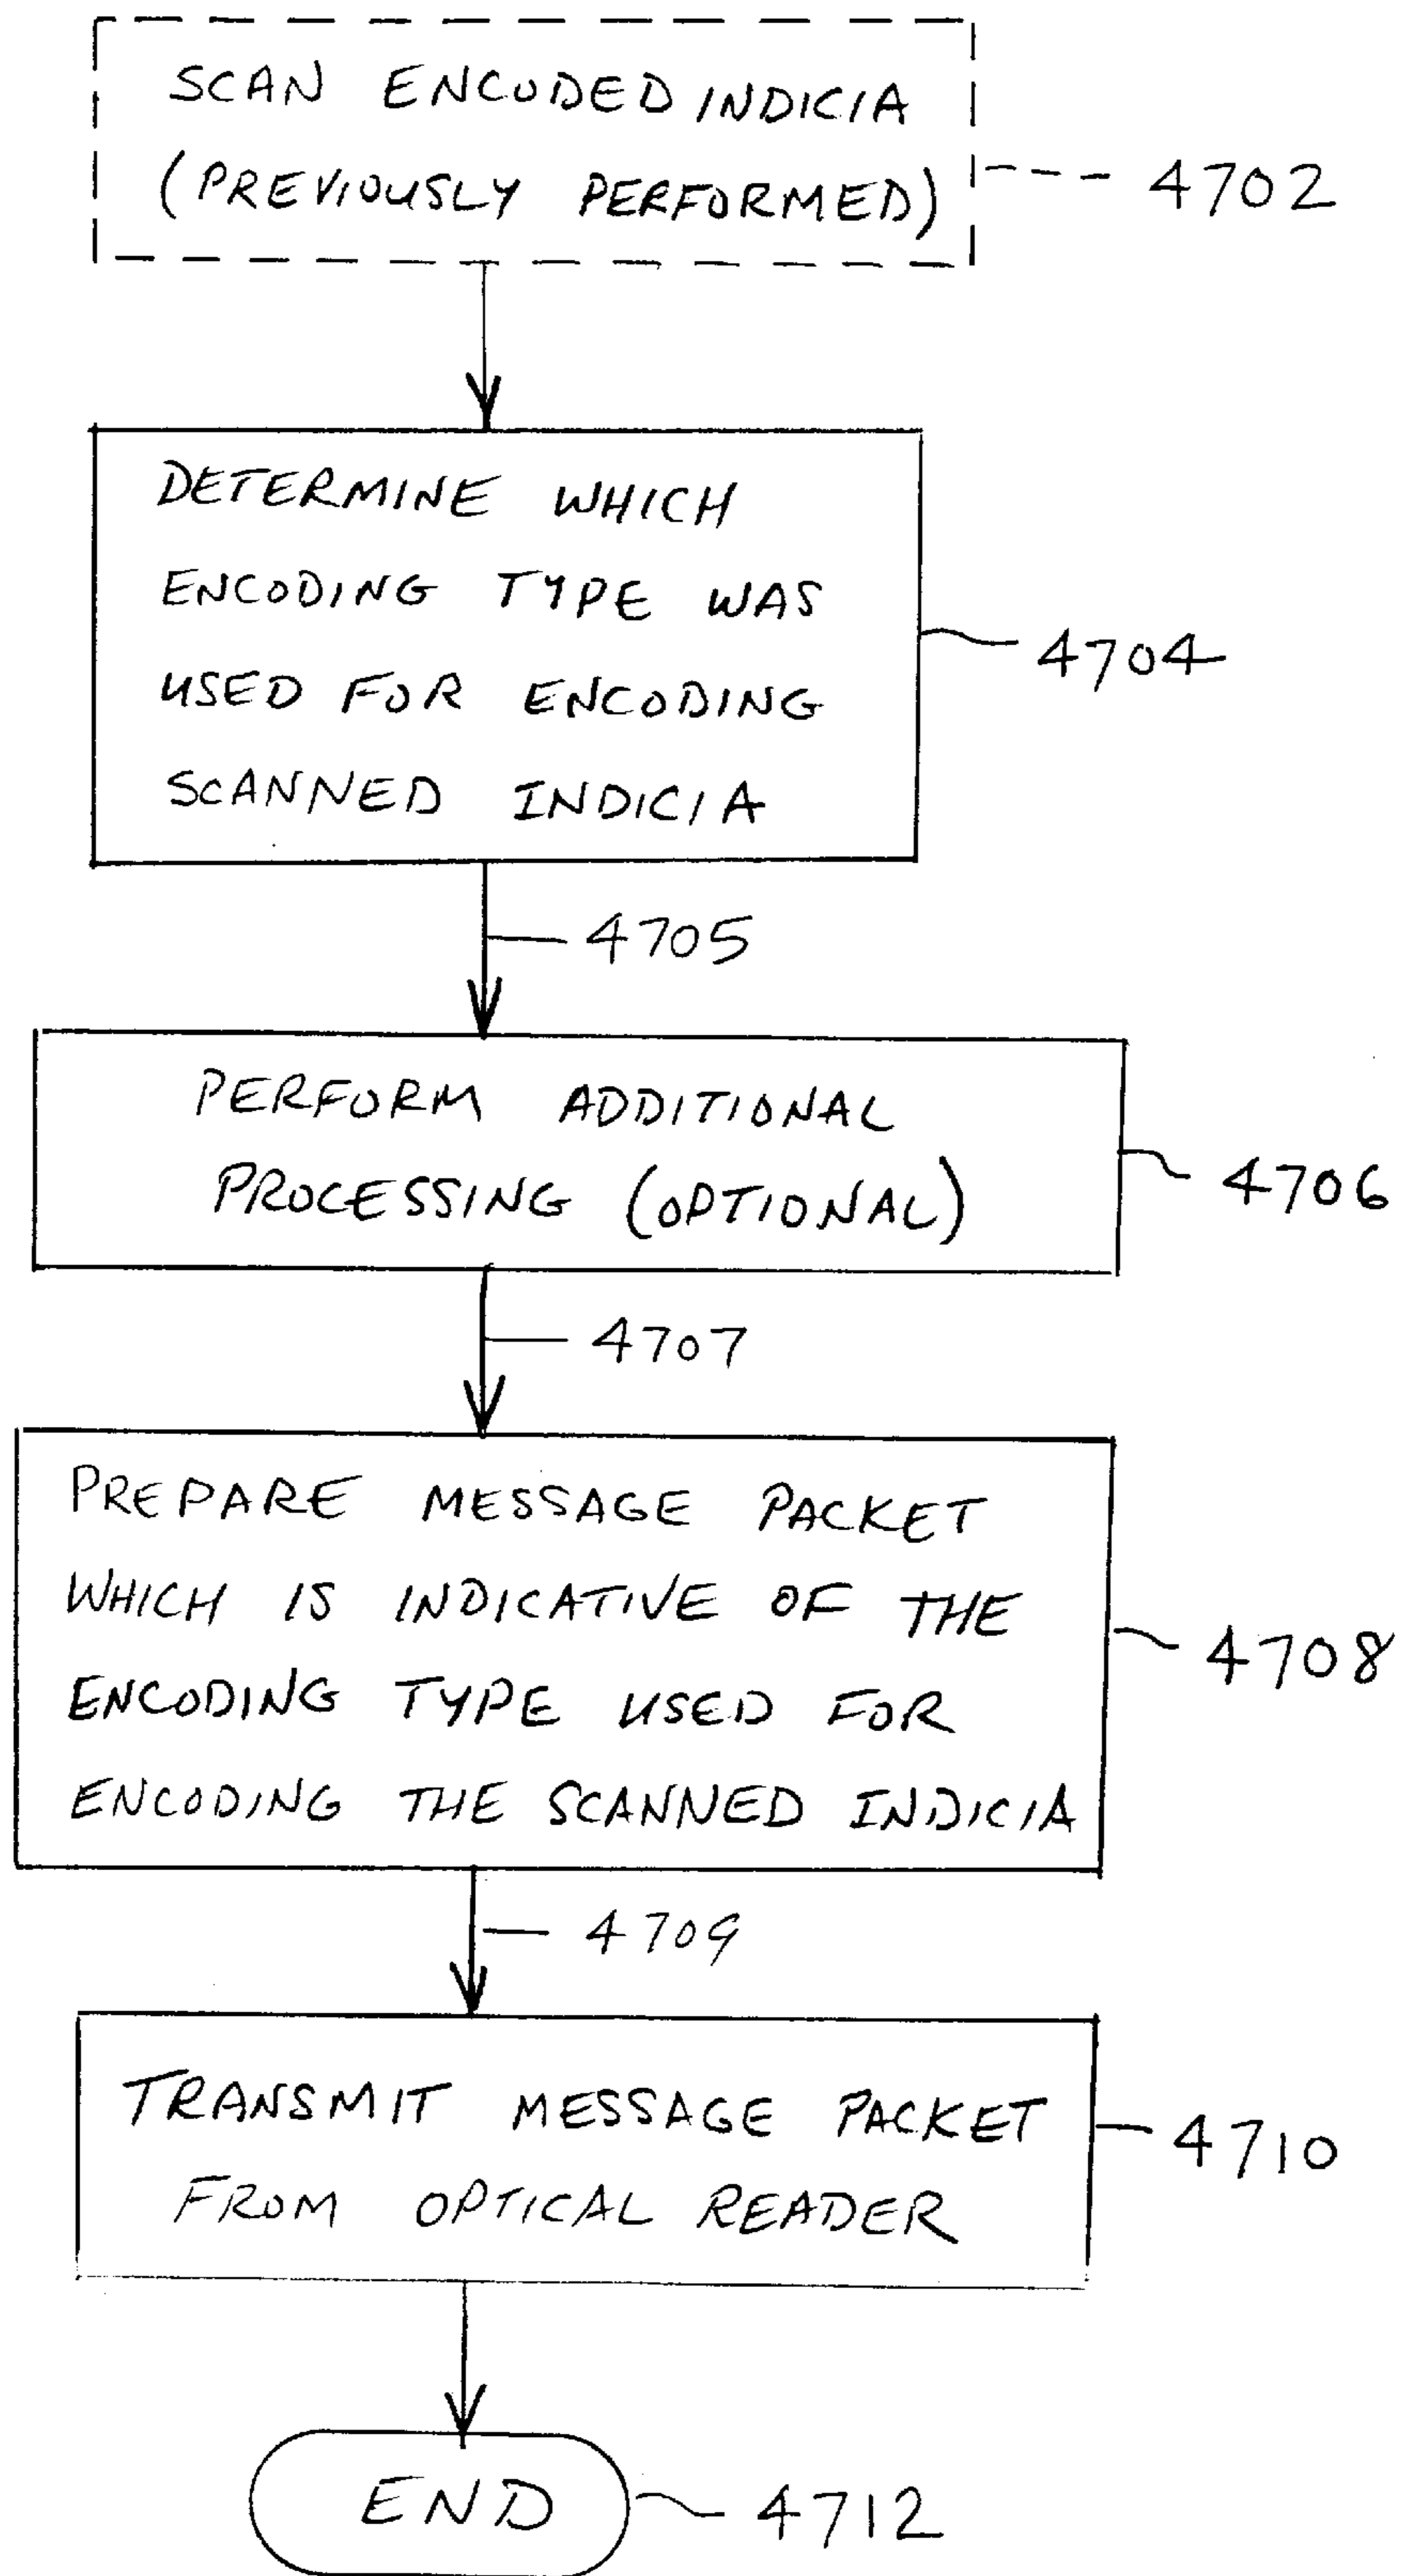 SCAN ENCODED INDICIA
(PREVIOUSLY PERFORMED)
4702
DETERMINE WHICH
ENCODING TYPE WAS
USED FOR ENCODING
SCANNED INDICIA
4704
4705
PERFORM ADDITIONAL
PROCESSING (OPTIONAL)
4706
4707
PREPARE MESSAGE PACKET
WHICH IS INDICATIVE OF THE
ENCODING TYPE USED FOR
ENCODING THE SCANNED INDICIA
4708
4709
TRANSMIT MESSAGE PACKET
FROM OPTICAL READER
4710
END
4712